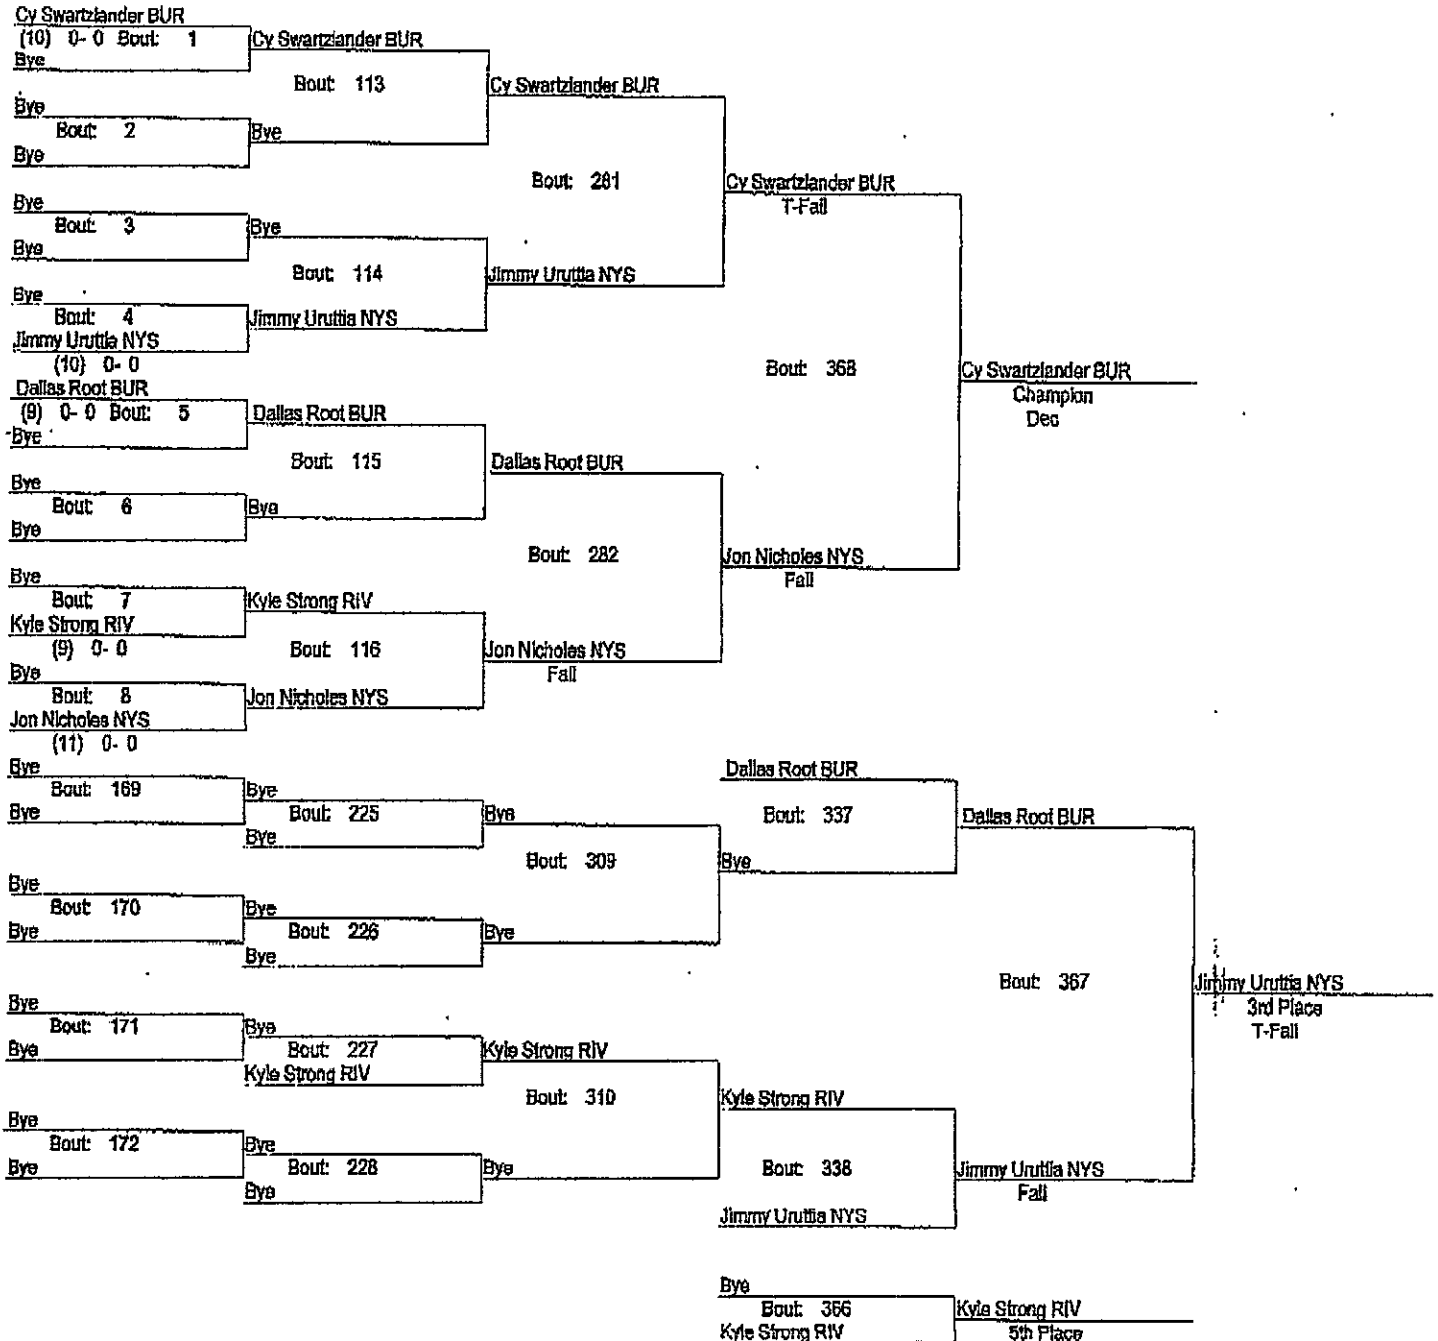 Cy Swartzlander BUR
(10) 0- 0 Bout: 1
Bye
Cy Swartzlander BUR
Bout: 113
Cy Swartzlander BUR
Bye
Bout: 2
Bye
Bye
Bout: 281
Cy Swartzlander BUR
T-Fall
Bye
Bout: 3
Bye
Bye
Bout: 114
Jimmy Uruttia NYS
Bye
Bout: 4
Jimmy Uruttia NYS
Jimmy Uruttia NYS
(10) 0- 0
Bout: 368
Cy Swartzlander BUR
Champion
Dec
Dallas Root BUR
(9) 0- 0 Bout: 5
Bye
Dallas Root BUR
Bout: 115
Dallas Root BUR
Bye
Bout: 6
Bye
Bye
Bout: 282
Jon Nicholes NYS
Fall
Bye
Bout: 7
Kyle Strong RIV
Kyle Strong RIV
(9) 0- 0
Bout: 116
Jon Nicholes NYS
Fall
Bye
Bout: 8
Jon Nicholes NYS
Jon Nicholes NYS
(11) 0- 0
Bye
Bout: 169
Bye
Bye
Bout: 225
Bye
Bye
Bout: 309
Dallas Root BUR
Bout: 337
Bye
Dallas Root BUR
Bye
Bout: 170
Bye
Bye
Bout: 226
Bye
Bye
Bout: 367
Jimmy Uruttia NYS
3rd Place
T-Fall
Bye
Bout: 171
Bye
Bye
Bout: 227
Kyle Strong RIV
Kyle Strong RIV
Bout: 310
Kyle Strong RIV
Bye
Bout: 172
Bye
Bye
Bout: 228
Bye
Bye
Bout: 338
Jimmy Uruttia NYS
Jimmy Uruttia NYS
Fall
Bye
Bout: 366
Kyle Strong RIV
Kyle Strong RIV
5th Place